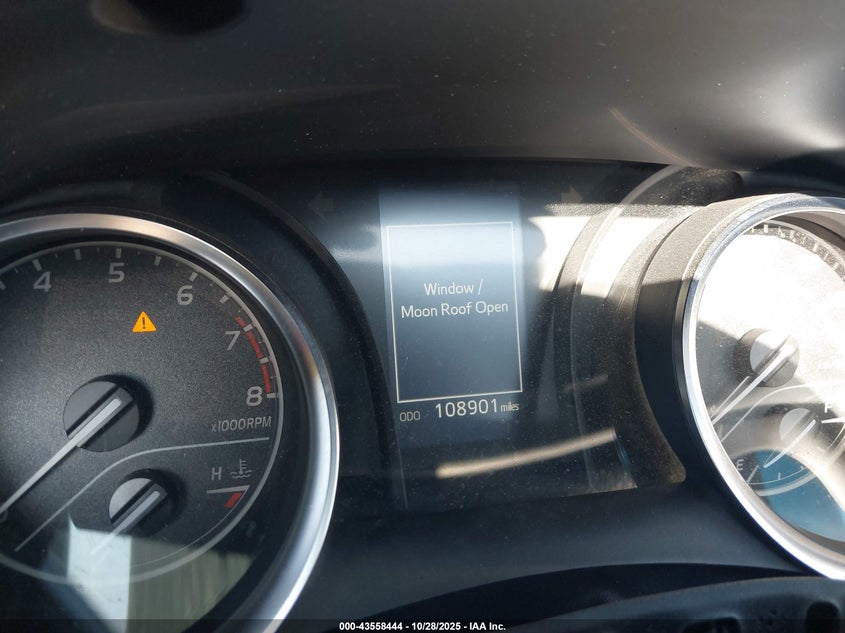 4 5 6 7 8
x1000RPM
H
Window /
Moon Roof Open
ODO 108901 miles
F
E
000-43558444 - 10/28/2025 - IAA Inc.